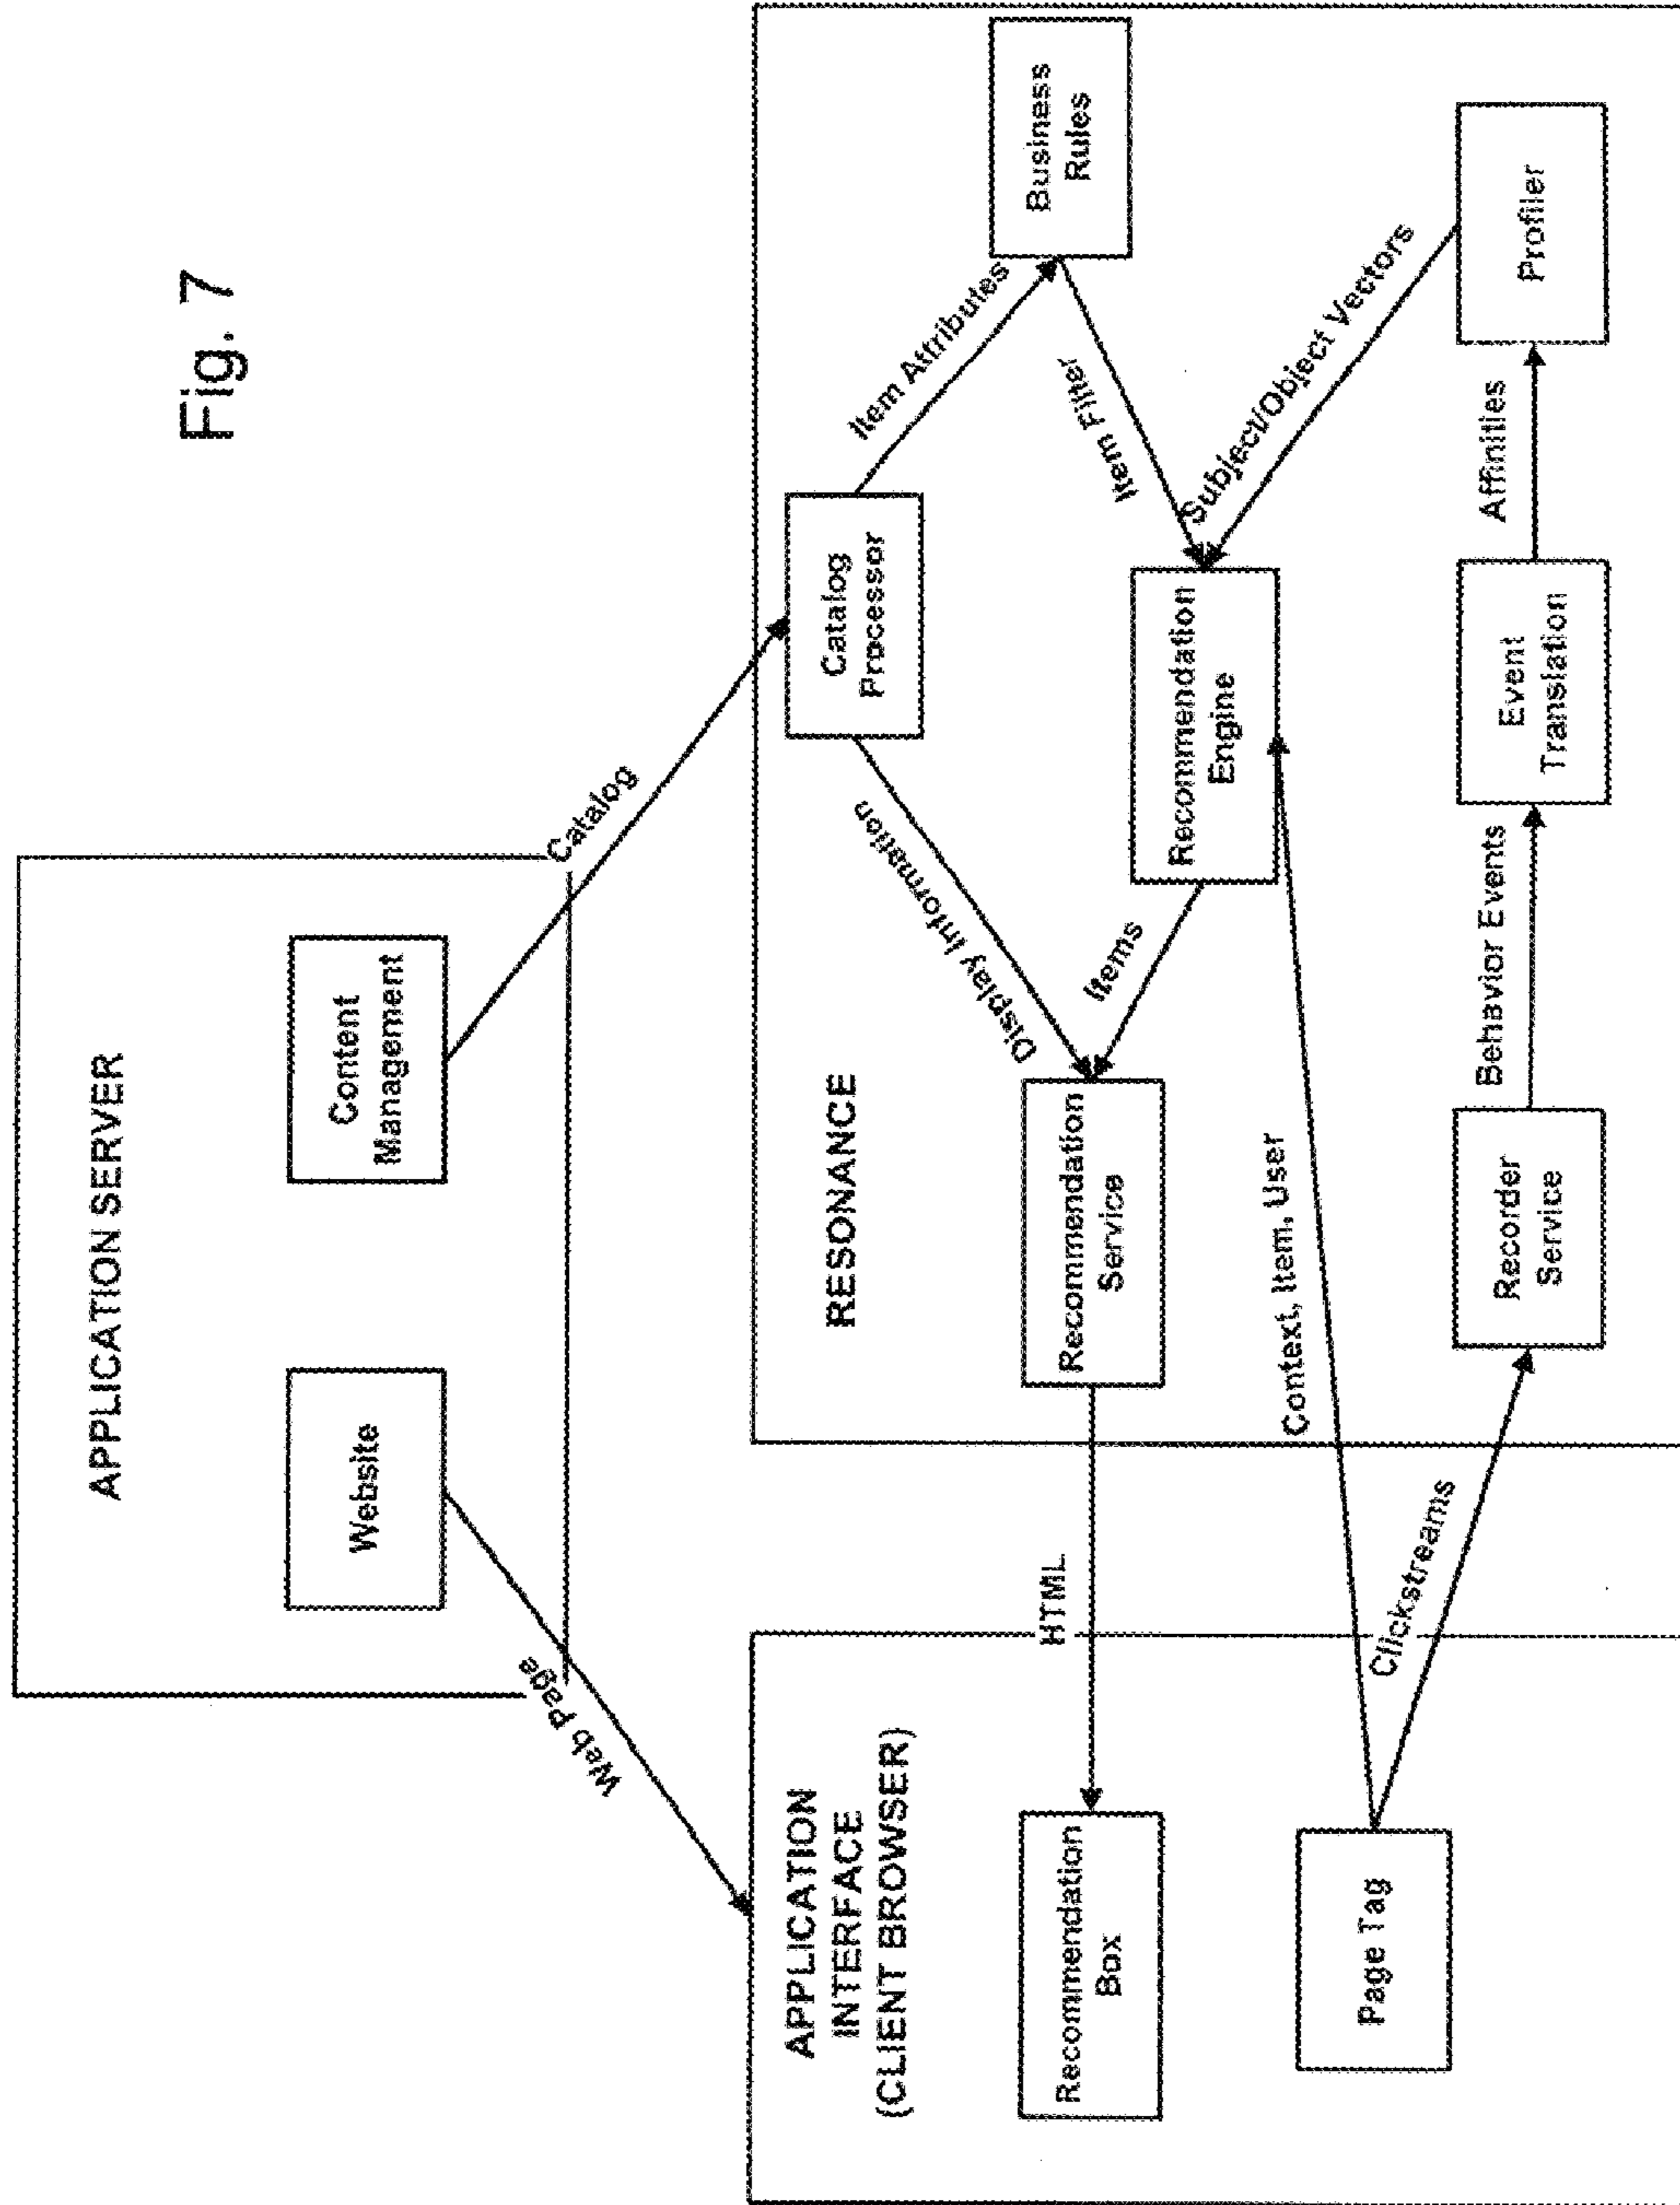 Fig. 7
APPLICATION SERVER
Website
Content
Management
Web Page
Catalog
APPLICATION
INTERFACE
(CLIENT BROWSER)
Recommendation
Box
Page Tag
HTML
Clickstreams
Context, Item, User
RESONANCE
Catalog
Processor
Display Information
Item Attributes
Business
Rules
Recommendation
Service
Items
Item Filter
Recommendation
Engine
Subject/Object Vectors
Recorder
Service
Behavior Events
Event
Translation
Affinities
Profiler